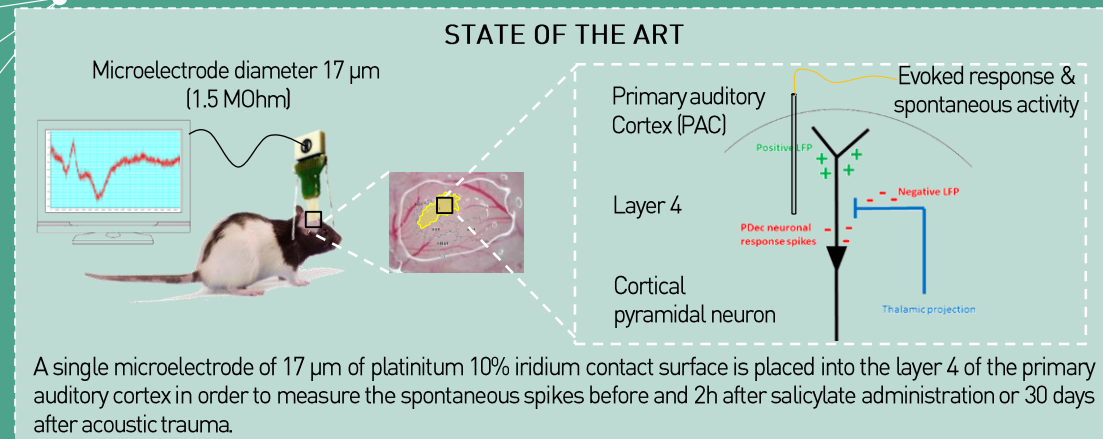 STATE OF THE ART
Microelectrode diameter 17 µm
(1.5 MOhm)
Primary auditory
Cortex (PAC)
Evoked response &
spontaneous activity
Positive LFP
Layer 4
Negative LFP
PDec neuronal
response spikes
Cortical
pyramidal neuron
Thalamic projection
A single microelectrode of 17 µm of platinitum 10% iridium contact surface is placed into the layer 4 of the primary
auditory cortex in order to measure the spontaneous spikes before and 2h after salicylate administration or 30 days
after acoustic trauma.